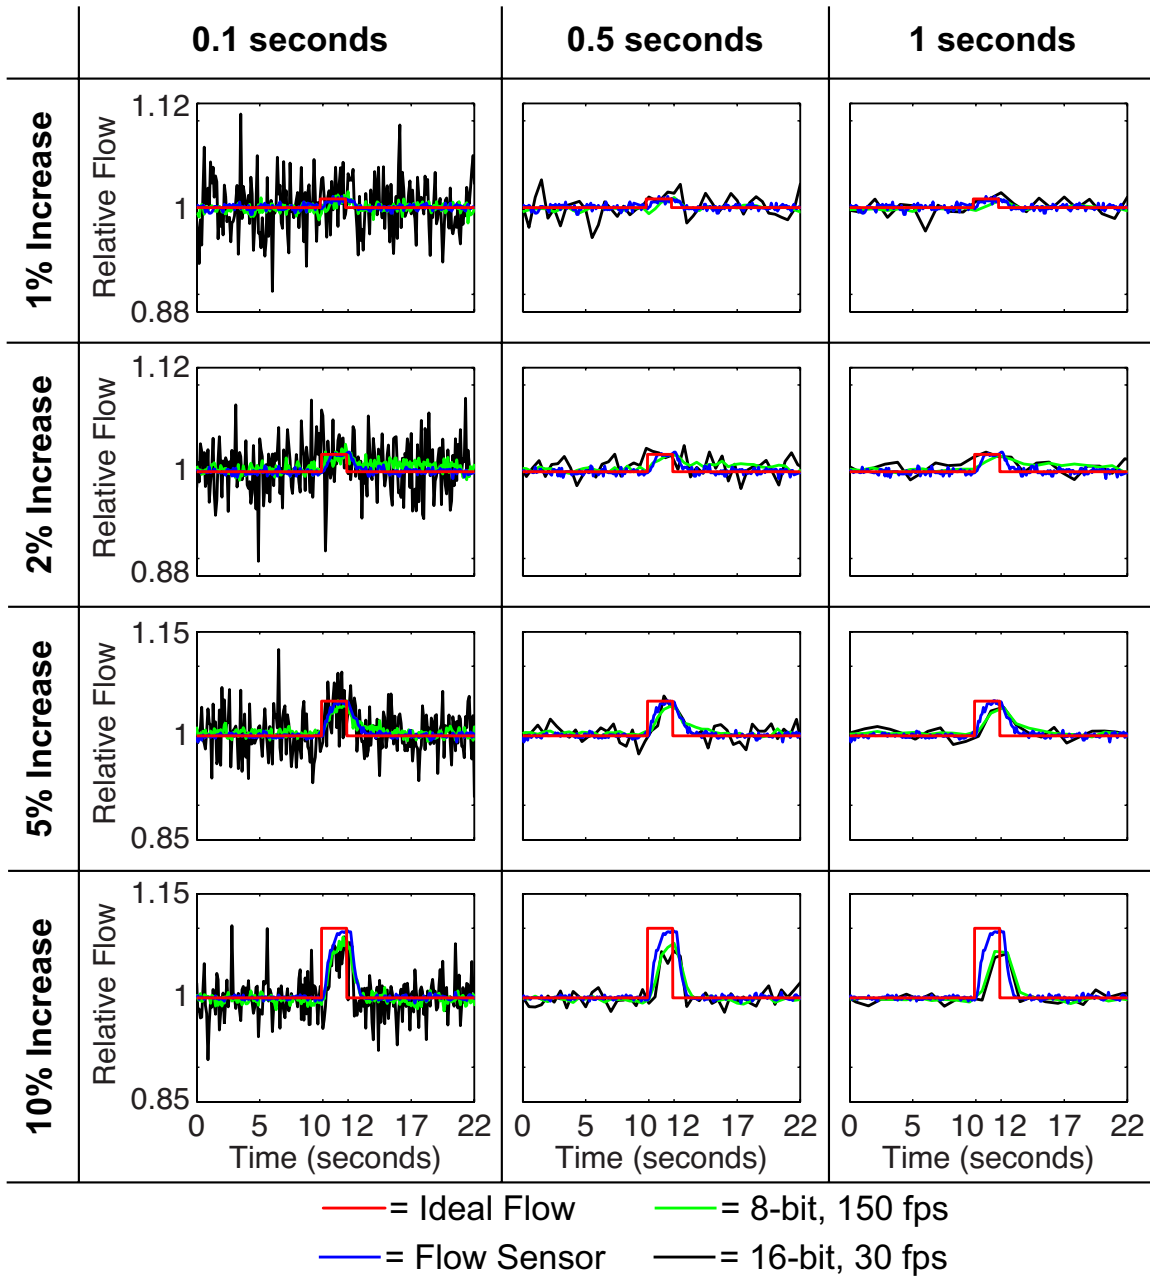 0.1 seconds
0.5 seconds
1 seconds
1% Increase
Relative Flow
1.12
1
0.88
2% Increase
Relative Flow
1.12
1
0.88
5% Increase
Relative Flow
1.15
1
0.85
10% Increase
Relative Flow
1.15
1
0.85
0 5 10 12 17 22
0 5 10 12 17 22
0 5 10 12 17 22
Time (seconds)
Time (seconds)
Time (seconds)
= Ideal Flow
= 8-bit, 150 fps
= Flow Sensor
= 16-bit, 30 fps